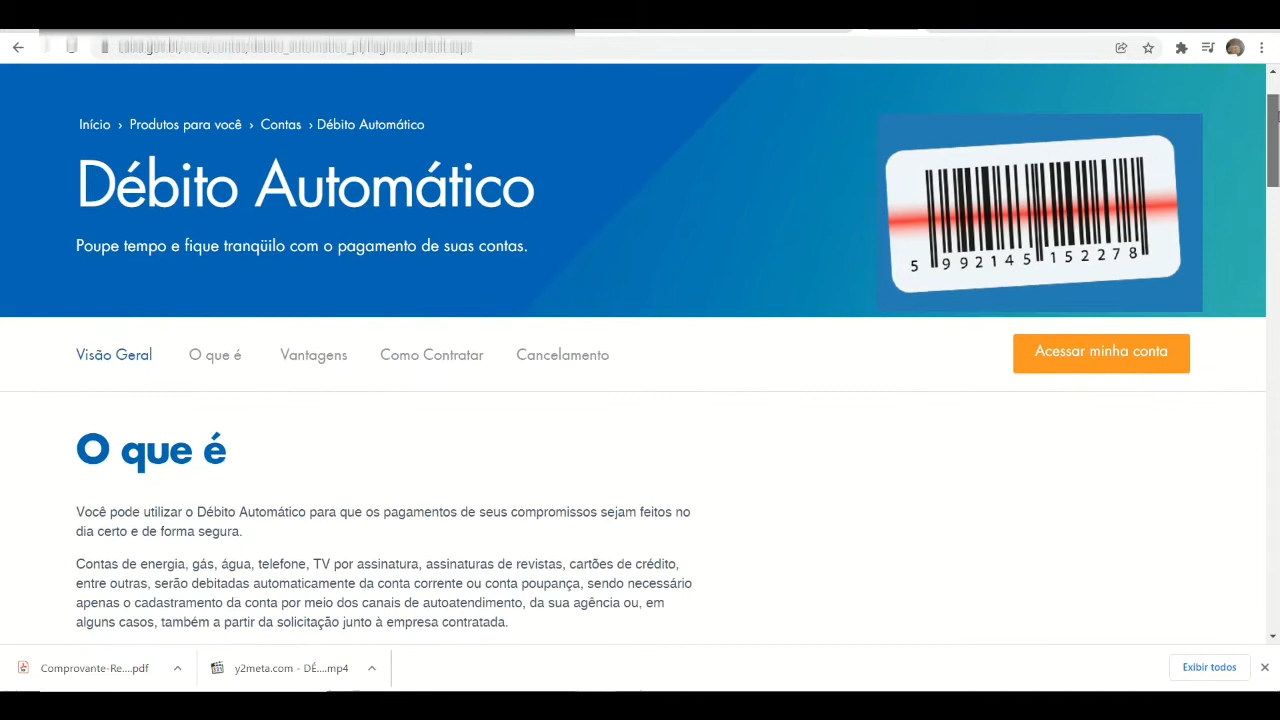 Início › Produtos para você › Contas › Débito Automático
Débito Automático
Poupe tempo e fique tranqüilo com o pagamento de suas contas.
5 992145 152278
Visão Geral O que é Vantagens Como Contratar Cancelamento
Acessar minha conta
O que é
Você pode utilizar o Débito Automático para que os pagamentos de seus compromissos sejam feitos no
dia certo e de forma segura.
Contas de energia, gás, água, telefone, TV por assinatura, assinaturas de revistas, cartões de crédito,
entre outras, serão debitadas automaticamente da conta corrente ou conta poupança, sendo necessário
apenas o cadastramento da conta por meio dos canais de autoatendimento, da sua agência ou, em
alguns casos, também a partir da solicitação junto à empresa contratada.
Comprovante-Re....pdf
y2meta.com - DÉ....mp4
Exibir todos